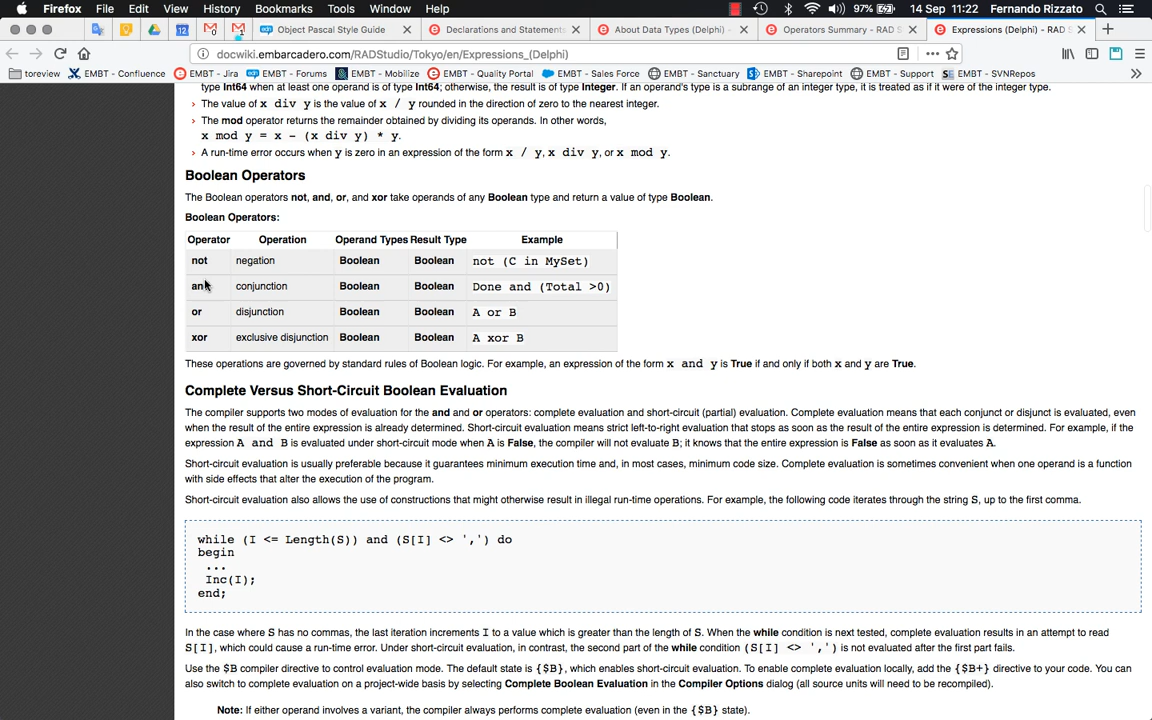 Firefox File Edit View History Bookmarks Tools Window Help 97% 14 Sep 11:22 Fernando Rizzato
Object Pascal Style Guide Declarations and Statements About Data Types (Delphi) - Operators Summary - RAD S Expressions (Delphi) - RAD S
docwiki.embarcadero.com/RADStudio/Tokyo/en/Expressions_(Delphi)
toreview EMBT - Confluence EMBT - Jira EMBT - Forums EMBT - Mobilize EMBT - Quality Portal EMBT - Sales Force EMBT - Sanctuary EMBT - Sharepoint EMBT - Support EMBT - SVNRepos
type Int64 when at least one operand is of type Int64; otherwise, the result is of type Integer. If an operand's type is a subrange of an integer type, it is treated as if it were of the integer type.
› The value of x div y is the value of x / y rounded in the direction of zero to the nearest integer.
› The mod operator returns the remainder obtained by dividing its operands. In other words,
x mod y = x - (x div y) * y.
› A run-time error occurs when y is zero in an expression of the form x / y, x div y, or x mod y.
Boolean Operators
The Boolean operators not, and, or, and xor take operands of any Boolean type and return a value of type Boolean.
Boolean Operators:
Operator Operation Operand Types Result Type Example
not negation Boolean Boolean not (C in MySet)
and conjunction Boolean Boolean Done and (Total >0)
or disjunction Boolean Boolean A or B
xor exclusive disjunction Boolean Boolean A xor B
These operations are governed by standard rules of Boolean logic. For example, an expression of the form x and y is True if and only if both x and y are True.
Complete Versus Short-Circuit Boolean Evaluation
The compiler supports two modes of evaluation for the and and or operators: complete evaluation and short-circuit (partial) evaluation. Complete evaluation means that each conjunct or disjunct is evaluated, even
when the result of the entire expression is already determined. Short-circuit evaluation means strict left-to-right evaluation that stops as soon as the result of the entire expression is determined. For example, if the
expression A and B is evaluated under short-circuit mode when A is False, the compiler will not evaluate B; it knows that the entire expression is False as soon as it evaluates A.
Short-circuit evaluation is usually preferable because it guarantees minimum execution time and, in most cases, minimum code size. Complete evaluation is sometimes convenient when one operand is a function
with side effects that alter the execution of the program.
Short-circuit evaluation also allows the use of constructions that might otherwise result in illegal run-time operations. For example, the following code iterates through the string S, up to the first comma.
while (I <= Length(S)) and (S[I] <> ',') do
begin
...
Inc(I);
end;
In the case where S has no commas, the last iteration increments I to a value which is greater than the length of S. When the while condition is next tested, complete evaluation results in an attempt to read
S[I], which could cause a run-time error. Under short-circuit evaluation, in contrast, the second part of the while condition (S[I] <> ',') is not evaluated after the first part fails.
Use the $B compiler directive to control evaluation mode. The default state is {$B}, which enables short-circuit evaluation. To enable complete evaluation locally, add the {$B+} directive to your code. You can
also switch to complete evaluation on a project-wide basis by selecting Complete Boolean Evaluation in the Compiler Options dialog (all source units will need to be recompiled).
Note: If either operand involves a variant, the compiler always performs complete evaluation (even in the {$B} state).